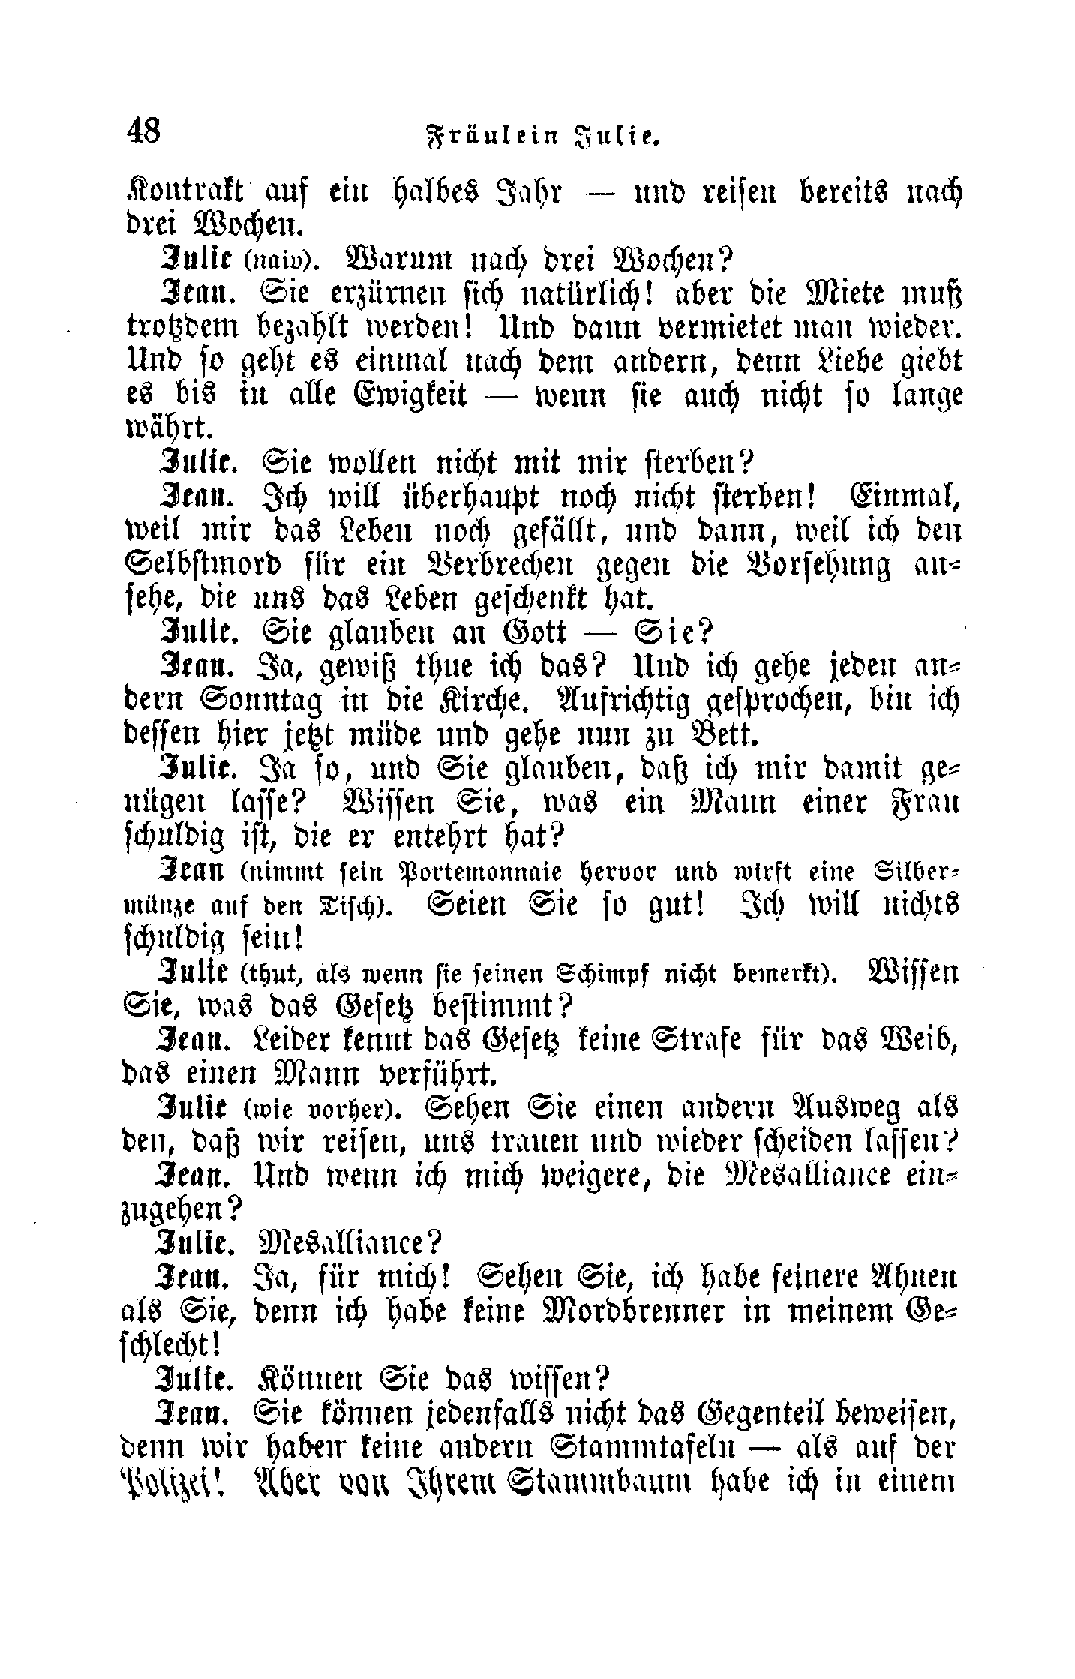 48 Fräulein Julie.
Kontrakt auf ein halbes Jahr — und reisen bereits nach
drei Wochen.
Julie (naiv). Warum nach drei Wochen?
Jean. Sie erzürnen sich natürlich! aber die Miete muß
trotzdem bezahlt werden! Und dann vermietet man wieder.
Und so geht es einmal nach dem andern, denn Liebe giebt
es bis in alle Ewigkeit — wenn sie auch nicht so lange
währt.
Julie. Sie wollen nicht mit mir sterben?
Jean. Ich will überhaupt noch nicht sterben! Einmal,
weil mir das Leben noch gefällt, und dann, weil ich den
Selbstmord für ein Verbrechen gegen die Vorsehung an-
sehe, die uns das Leben geschenkt hat.
Julie. Sie glauben an Gott — Sie?
Jean. Ja, gewiß thue ich das? Und ich gehe jeden an-
dern Sonntag in die Kirche. Aufrichtig gesprochen, bin ich
dessen hier jetzt müde und gehe nun zu Bett.
Julie. Ja so, und Sie glauben, daß ich mir damit ge-
nügen lasse? Wissen Sie, was ein Mann einer Frau
schuldig ist, die er entehrt hat?
Jean (nimmt sein Portemonnaie hervor und wirft eine Silber-
münze auf den Tisch). Seien Sie so gut! Ich will nichts
schuldig sein!
Julie (thut, als wenn sie seinen Schimpf nicht bemerkt). Wissen
Sie, was das Gesetz bestimmt?
Jean. Leider kennt das Gesetz keine Strafe für das Weib,
das einen Mann verführt.
Julie (wie vorher). Sehen Sie einen andern Ausweg als
den, daß wir reisen, uns trauen und wieder scheiden lassen?
Jean. Und wenn ich mich weigere, die Mesalliance ein-
zugehen?
Julie. Mesalliance?
Jean. Ja, für mich! Sehen Sie, ich habe feinere Ahnen
als Sie, denn ich habe keine Mordbrenner in meinem Ge-
schlecht!
Julie. Können Sie das wissen?
Jean. Sie können jedenfalls nicht das Gegenteil beweisen,
denn wir haben keine andern Stammtafeln — als auf der
Polizei! Aber von Ihrem Stammbaum habe ich in einem